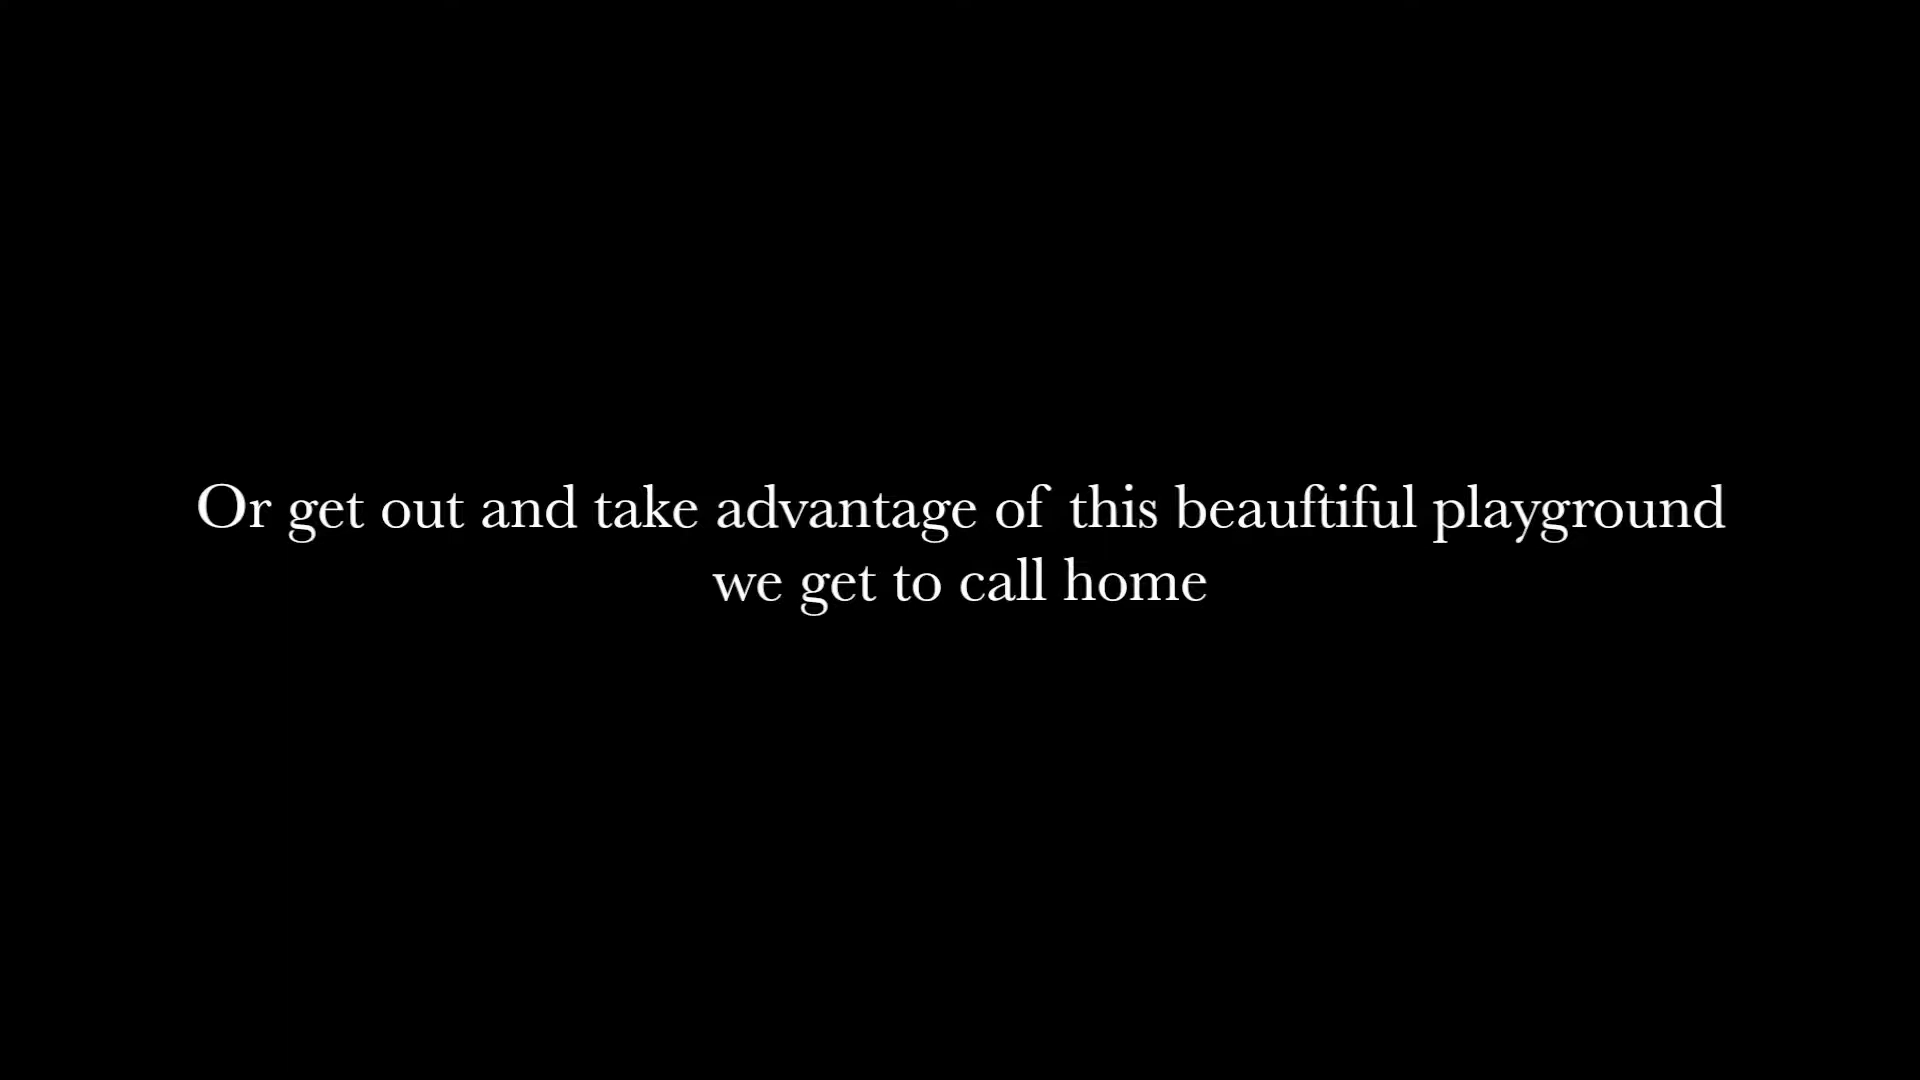 Or get out and take advantage of this beauftiful playground
we get to call home